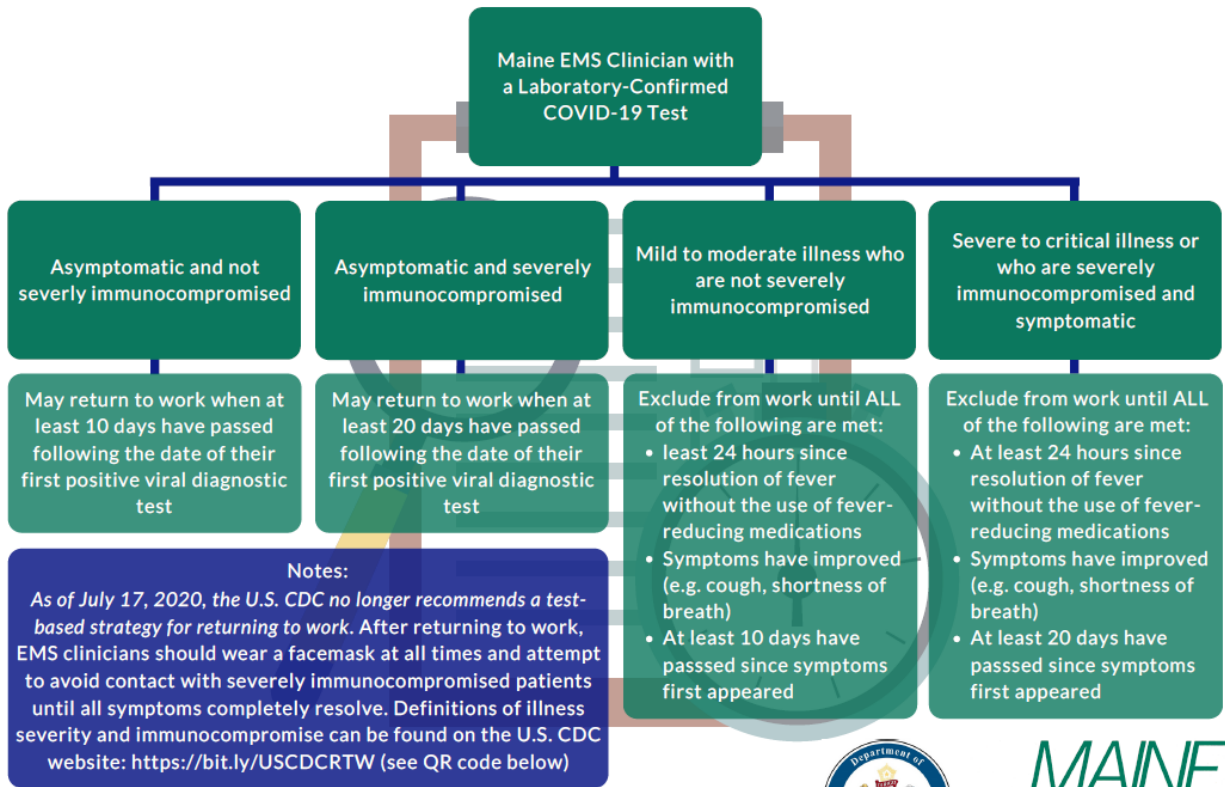 Maine EMS Clinician with
a Laboratory-Confirmed
COVID-19 Test
Asymptomatic and not
severly immunocompromised
Asymptomatic and severely
immunocompromised
Mild to moderate illness who
are not severely
immunocompromised
Severe to critical illness or
who are severely
immunocompromised and
symptomatic
May return to work when at
least 10 days have passed
following the date of their
first positive viral diagnostic
test
May return to work when at
least 20 days have passed
following the date of their
first positive viral diagnostic
test
Exclude from work until ALL
of the following are met:
• least 24 hours since
resolution of fever
without the use of fever-
reducing medications
• Symptoms have improved
(e.g. cough, shortness of
breath)
• At least 10 days have
passsed since symptoms
first appeared
Exclude from work until ALL
of the following are met:
• At least 24 hours since
resolution of fever
without the use of fever-
reducing medications
• Symptoms have improved
(e.g. cough, shortness of
breath)
• At least 20 days have
passsed since symptoms
first appeared
Notes:
As of July 17, 2020, the U.S. CDC no longer recommends a test-
based strategy for returning to work. After returning to work,
EMS clinicians should wear a facemask at all times and attempt
to avoid contact with severely immunocompromised patients
until all symptoms completely resolve. Definitions of illness
severity and immunocompromise can be found on the U.S. CDC
website: https://bit.ly/USCDCRTW (see QR code below)
Department of
MAINE